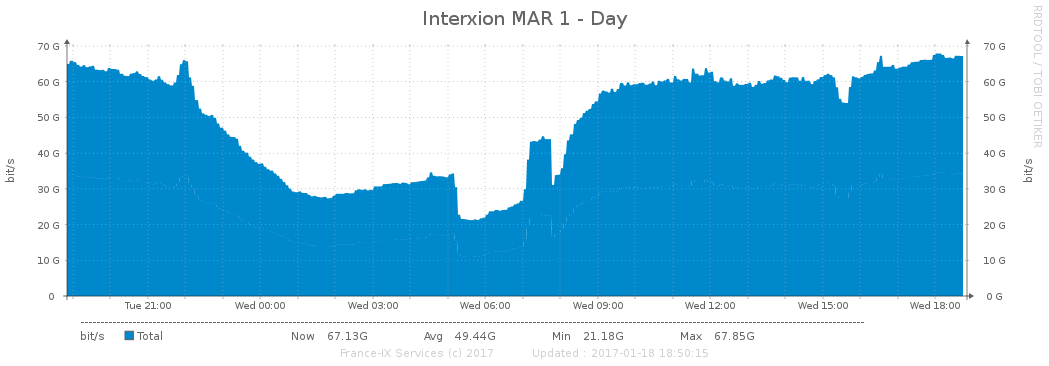 Interxion MAR 1 - Day
RRDTOOL / TOBI OETIKER
bit/s
bit/s
70 G
70 G
60 G
60 G
50 G
50 G
40 G
40 G
30 G
30 G
20 G
20 G
10 G
10 G
0
0 G
Tue 21:00 Wed 00:00 Wed 03:00 Wed 06:00 Wed 09:00 Wed 12:00 Wed 15:00 Wed 18:00
bit/s Total Now 67.13G Avg 49.44G Min 21.18G Max 67.85G
France-IX Services (c) 2017 Updated : 2017-01-18 18:50:15